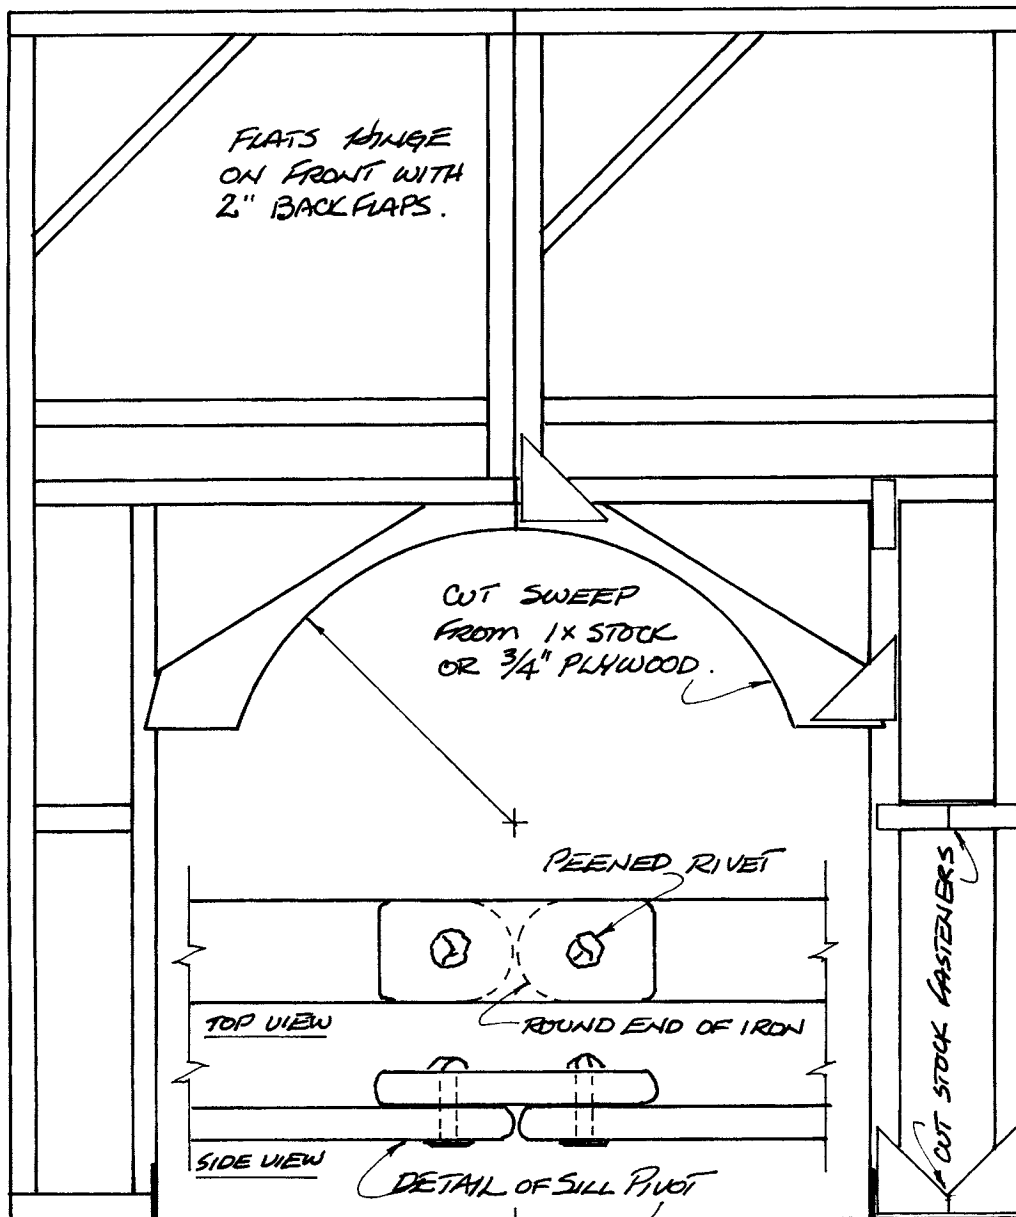 FLATS HINGE
ON FRONT WITH
2" BACKFLAPS.
CUT SWEEP
FROM 1X STOCK
OR 3/4" PLYWOOD.
PEENED RIVET
TOP VIEW
ROUND END OF IRON
SIDE VIEW
DETAIL OF SILL PIVOT
CUT STOCK FASTENERS